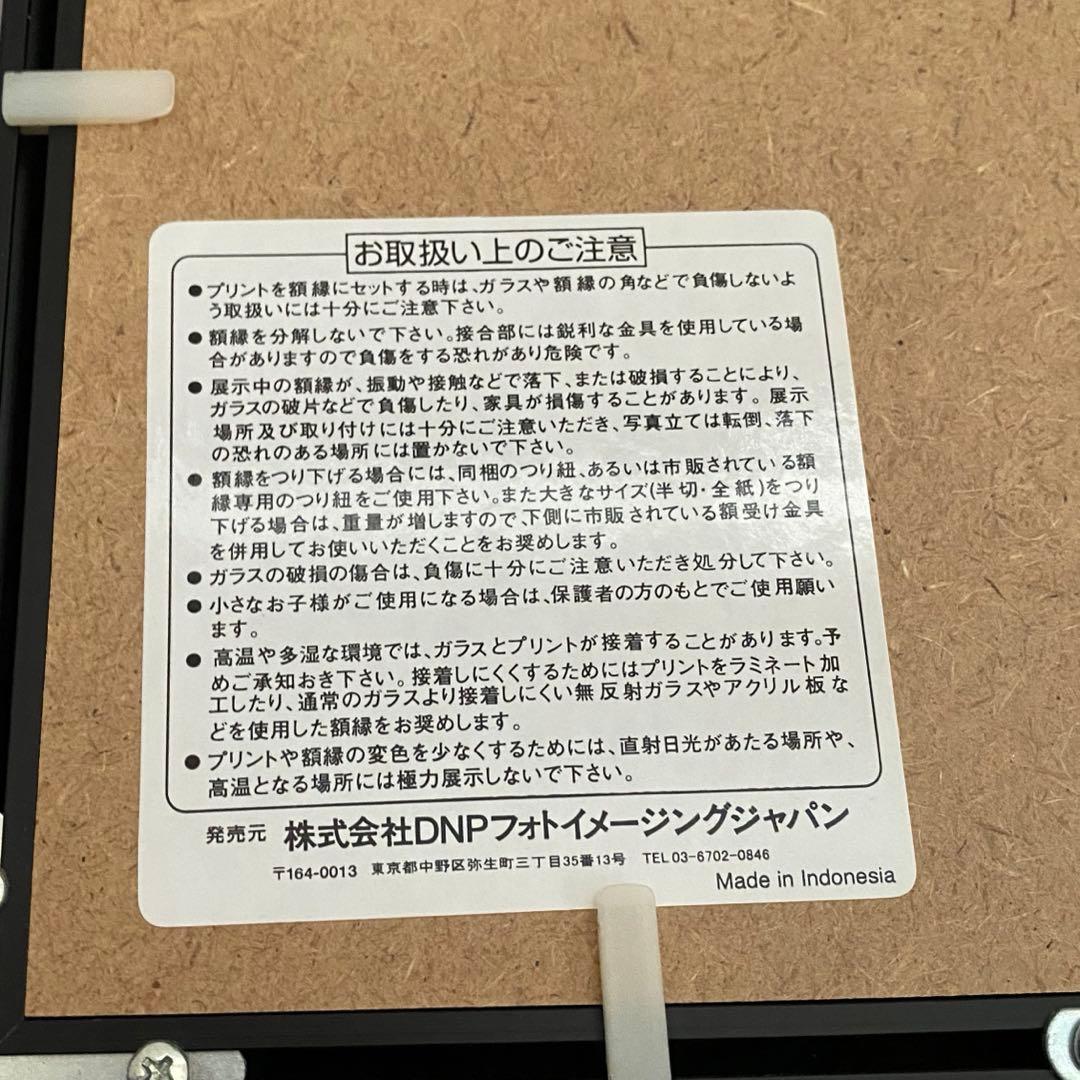 お取扱い上のご注意
●プリントを額縁にセットする時は、ガラスや額縁の角などで負傷しないよ
う取扱いには十分にご注意下さい。
●額縁を分解しないで下さい。接合部には鋭利な金具を使用している場
合がありますので負傷をする恐れがあり危険です。
●展示中の額縁が、振動や接触などで落下、または破損することにより、
ガラスの破片などで負傷したり、家具が損傷することがあります。展示
場所及び取り付けには十分にご注意いただき、写真立ては転倒、落下
の恐れのある場所には置かないで下さい。
●額縁をつり下げる場合には、同梱のつり紐、あるいは市販されている額
縁専用のつり紐をご使用下さい。また大きなサイズ(半切・全紙)をつり
下げる場合は、重量が増しますので、下側に市販されている額受け金具
を併用してお使いいただくことをお奨めします。
●ガラスの破損の傷合は、負傷に十分にご注意いただき処分して下さい。
●小さなお子様がご使用になる場合は、保護者の方のもとでご使用願い
ます。
●高温や多湿な環境では、ガラスとプリントが接着することがあります。予
めご承知おき下さい。接着しにくくするためにはプリントをラミネート加
工したり、通常のガラスより接着しにくい無反射ガラスやアクリル板な
どを使用した額縁をお奨めします。
●プリントや額縁の変色を少なくするためには、直射日光があたる場所や、
高温となる場所には極力展示しないで下さい。
発売元 株式会社DNPフォトイメージングジャパン
〒164-0013 東京都中野区弥生町三丁目35番13号 TEL 03-6702-0846
Made in Indonesia